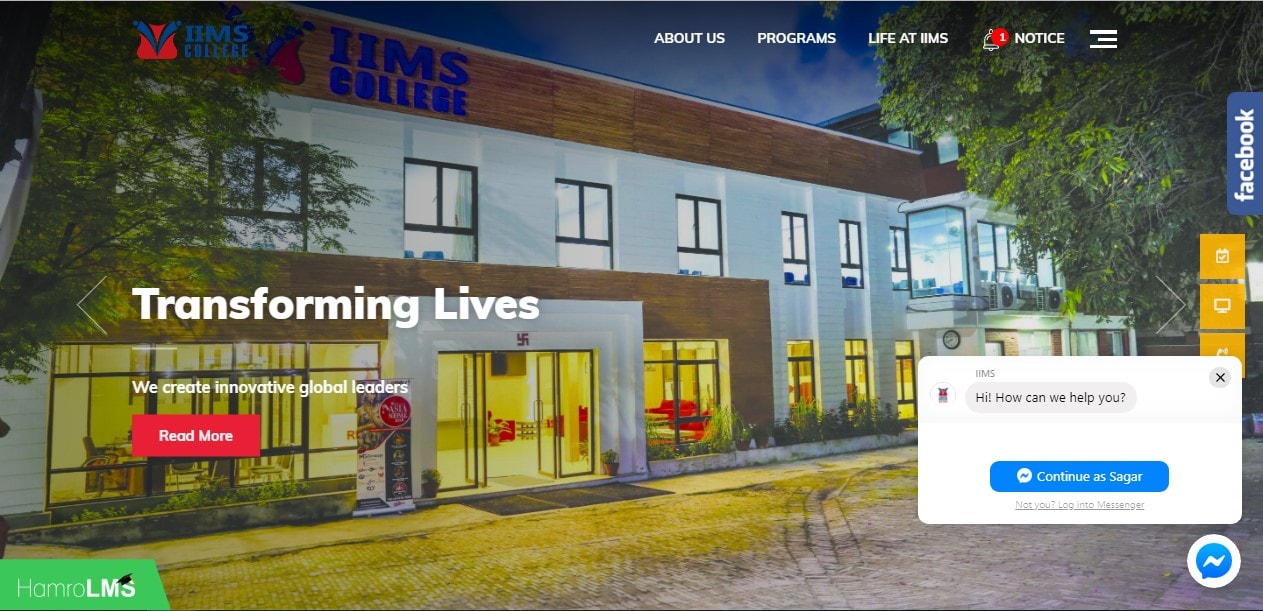 IIMS
COLLEGE
IIMS
COLLEGE
ABOUT US
PROGRAMS
LIFE AT IIMS
1
NOTICE
facebook
Transforming Lives
We create innovative global leaders
Read More
ASIA
IIMS
Hi! How can we help you?
Continue as Sagar
Not you? Log into Messenger
HamroLMS